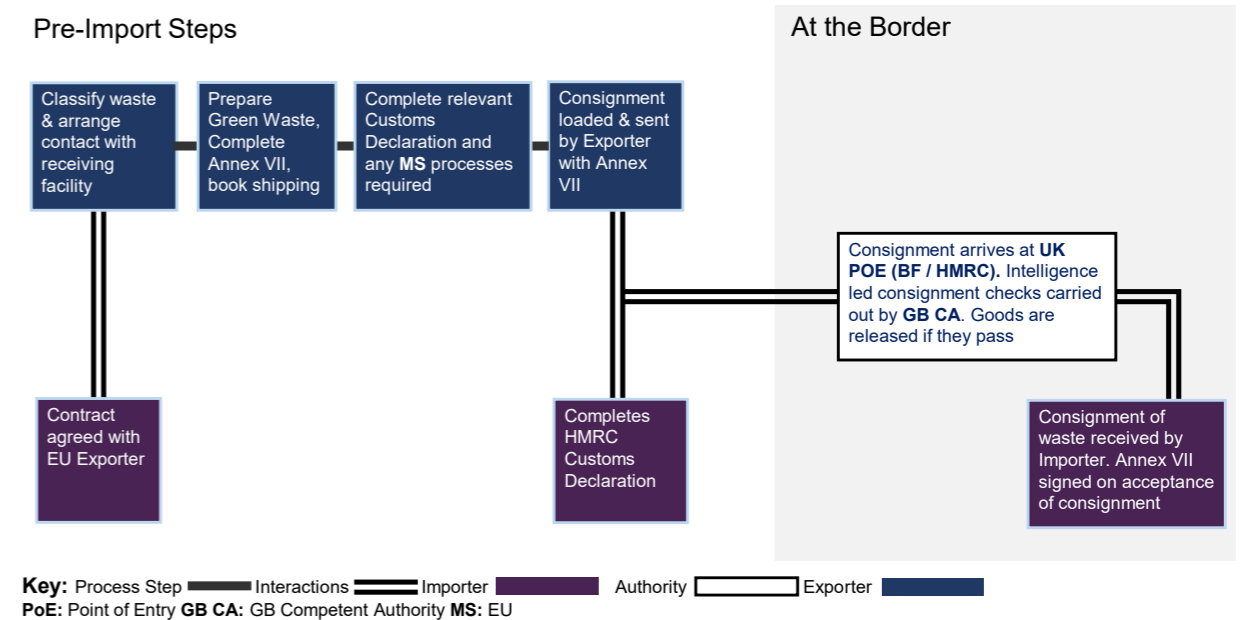 Pre-Import Steps
At the Border
Classify waste
& arrange
contact with
receiving
facility
Prepare
Green Waste,
Complete
Annex VII,
book shipping
Complete relevant
Customs
Declaration and
any MS processes
required
Consignment
loaded & sent
by Exporter
with Annex
VII
Consignment arrives at UK
POE (BF / HMRC). Intelligence
led consignment checks carried
out by GB CA. Goods are
released if they pass
Contract
agreed with
EU Exporter
Completes
HMRC
Customs
Declaration
Consignment of
waste received by
Importer. Annex VII
signed on acceptance
of consignment
Key: Process Step Interactions Importer Authority Exporter
PoE: Point of Entry GB CA: GB Competent Authority MS: EU